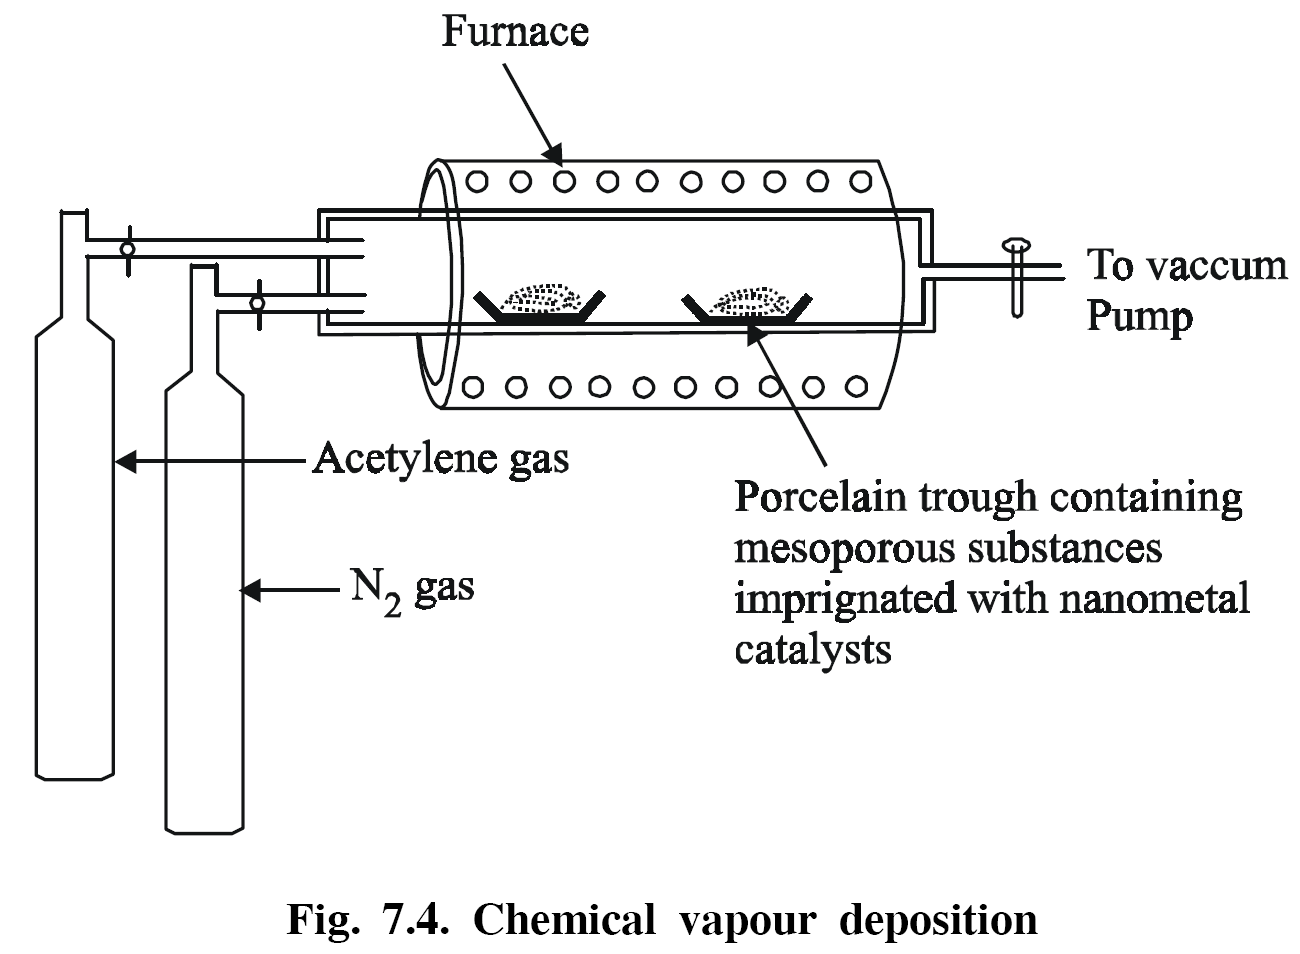 Furnace
To vaccum
Pump
Acetylene gas
N₂ gas
Porcelain trough containing
mesoporous substances
imprignated with nanometal
catalysts
Fig. 7.4. Chemical vapour deposition